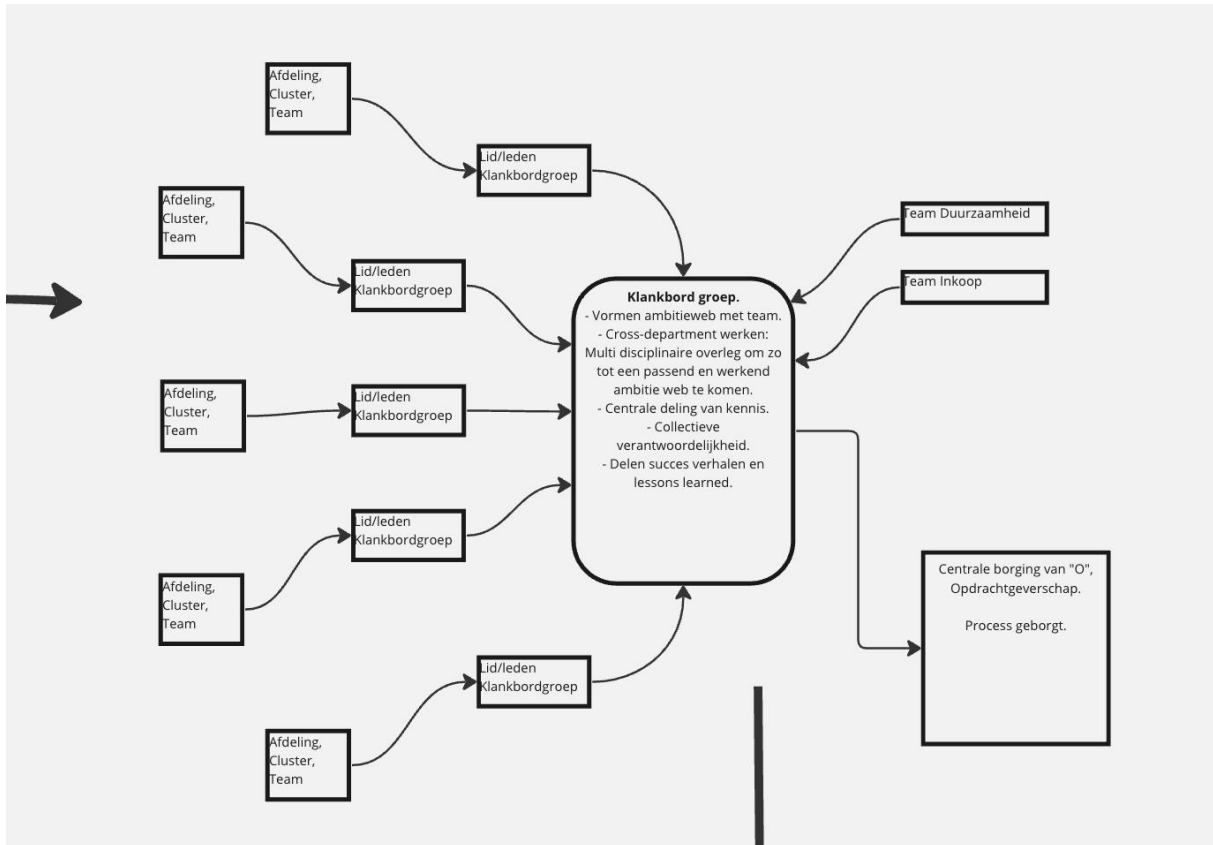 Afdeling,
Cluster,
Team
Lid/leden
Klankbordgroep
Afdeling,
Cluster,
Team
Lid/leden
Klankbordgroep
Afdeling,
Cluster,
Team
Lid/leden
Klankbordgroep
Afdeling,
Cluster,
Team
Lid/leden
Klankbordgroep
Afdeling,
Cluster,
Team
Lid/leden
Klankbordgroep
Klankbord groep.
- Vormen ambitieweb met team.
- Cross-department werken:
Multi disciplinaire overleg om zo
tot een passend en werkend
ambitie web te komen.
- Centrale deling van kennis.
- Collectieve
verantwoordelijkheid.
- Delen succes verhalen en
lessons learned.
Team Duurzaamheid
Team Inkoop
Centrale borging van "O",
Opdrachtgeverschap.
Process geborgt.